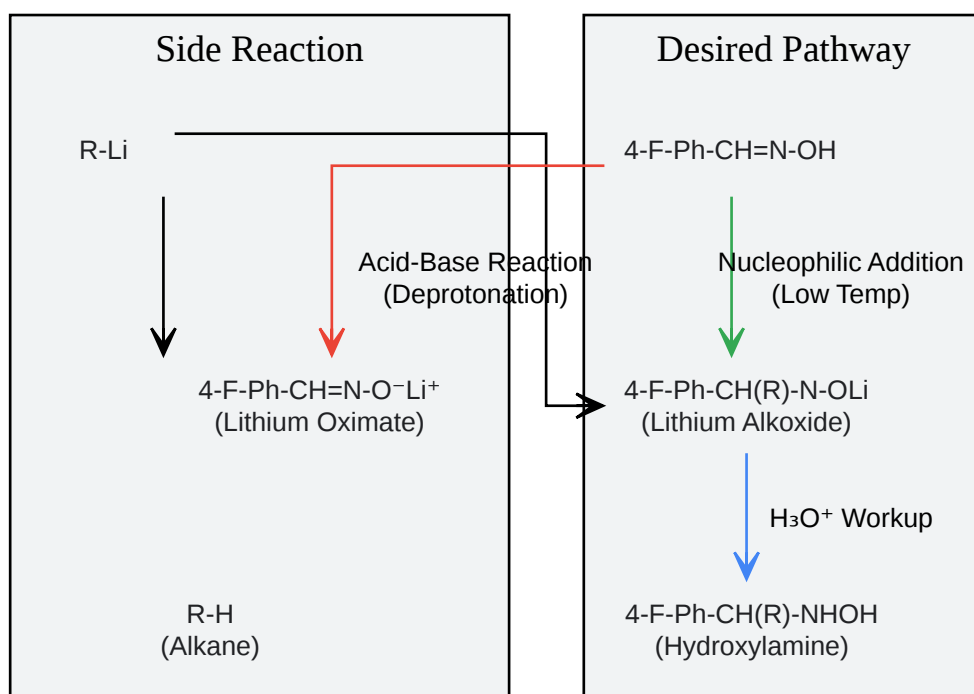 Side Reaction
Desired Pathway
R-Li
4-F-Ph-CH=N-OH
Acid-Base Reaction
(Deprotonation)
Nucleophilic Addition
(Low Temp)
4-F-Ph-CH=N-O⁻Li⁺
(Lithium Oximate)
4-F-Ph-CH(R)-N-OLi
(Lithium Alkoxide)
H₃O⁺ Workup
R-H
(Alkane)
4-F-Ph-CH(R)-NHOH
(Hydroxylamine)